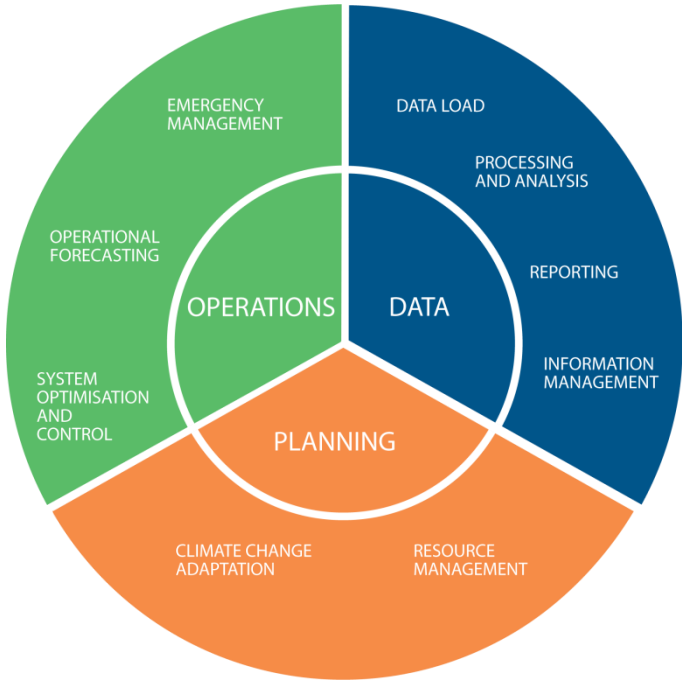 EMERGENCY
MANAGEMENT
OPERATIONAL
FORECASTING
SYSTEM
OPTIMISATION
AND
CONTROL
OPERATIONS
DATA LOAD
PROCESSING
AND ANALYSIS
REPORTING
INFORMATION
MANAGEMENT
DATA
PLANNING
CLIMATE CHANGE
ADAPTATION
RESOURCE
MANAGEMENT